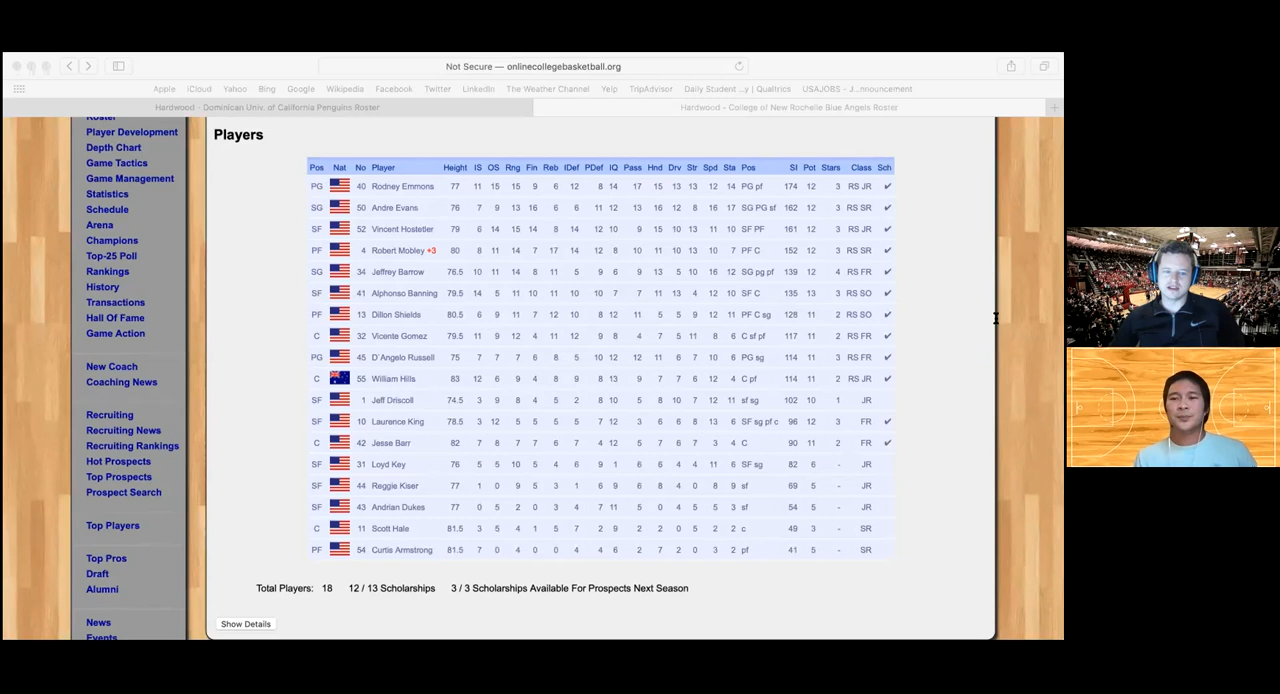 Not Secure — onlinecollegebasketball.org
Apple iCloud Yahoo Bing Google Wikipedia Facebook Twitter LinkedIn The Weather Channel Yelp TripAdvisor Daily Student ...y | Qualtrics USAJOBS - J...nnouncement
Hardwood - Dominican Univ. of California Penguins Roster
Hardwood - College of New Rochelle Blue Angels Roster
Roster
Player Development
Depth Chart
Game Tactics
Game Management
Statistics
Schedule
Arena
Champions
Top-25 Poll
Rankings
History
Transactions
Hall Of Fame
Game Action
New Coach
Coaching News
Recruiting
Recruiting News
Recruiting Rankings
Hot Prospects
Top Prospects
Prospect Search
Top Players
Top Pros
Draft
Alumni
News
Events
Players
Pos Nat No Player Height IS OS Rng Fin Reb IDef PDef IQ Pass Hnd Drv Str Spd Sta Pos SI Pot Stars Class Sch
PG 40 Rodney Emmons 77 11 15 15 9 6 12 8 14 17 15 13 13 12 14 PG pf 174 12 3 RS JR ✔
SG 50 Andre Evans 76 7 9 13 16 6 6 11 12 13 16 12 8 16 17 SG PG sf 162 12 3 RS SR ✔
SF 52 Vincent Hostetler 79 6 14 15 14 8 14 12 10 9 15 10 13 11 10 SF PF 161 12 3 RS JR ✔
PF 4 Robert Mobley +3 80 8 11 14 7 17 14 12 8 10 11 10 13 10 7 PF C 152 12 3 RS SR ✔
SG 34 Jeffrey Barrow 76.5 10 11 14 8 11 5 9 6 9 13 5 10 16 12 SG pg pf 139 12 4 RS FR ✔
SF 41 Alphonso Banning 79.5 14 5 11 10 11 10 10 7 7 11 13 4 12 10 SF C 135 13 3 RS SO ✔
PF 13 Dillon Shields 80.5 6 9 11 7 12 10 8 12 11 5 5 9 12 11 PF C sg 128 11 2 RS SO ✔
C 32 Vicente Gomez 79.5 11 9 12 4 11 12 9 8 4 7 5 11 8 6 C sf pf 117 11 2 RS FR ✔
PG 45 D`Angelo Russell 75 7 7 7 6 8 5 10 12 12 11 6 7 10 6 PG sg 114 11 3 RS FR ✔
C 55 William Hills 83 12 6 9 4 8 9 8 13 9 7 7 6 12 4 C pf 114 11 2 RS JR ✔
SF 1 Jeff Driscoll 74.5 3 9 8 4 5 2 8 10 5 8 10 7 12 11 sf sg 102 10 1 JR
SF 10 Laurence King 78.5 5 12 5 5 5 5 7 12 3 6 6 8 13 6 SF sg pf c 96 12 3 FR ✔
C 42 Jesse Barr 82 7 8 7 7 6 7 4 12 5 7 6 7 3 4 C 90 11 2 FR ✔
SF 31 Loyd Key 76 5 5 10 5 4 6 9 1 6 6 4 4 11 6 SF sg 82 6 - JR
SF 44 Reggie Kiser 77 1 0 9 5 3 1 6 9 6 8 4 0 8 9 sf 69 5 - JR
SF 43 Andrian Dukes 77 0 5 2 0 3 4 7 11 5 0 4 5 5 3 sf 54 5 - JR
C 11 Scott Hale 81.5 3 5 4 1 5 7 2 9 2 2 0 5 2 2 c 49 3 - SR
PF 54 Curtis Armstrong 81.5 7 0 4 0 0 4 4 6 2 7 2 0 3 2 pf 41 5 - SR
Total Players: 18 12 / 13 Scholarships 3 / 3 Scholarships Available For Prospects Next Season
Show Details